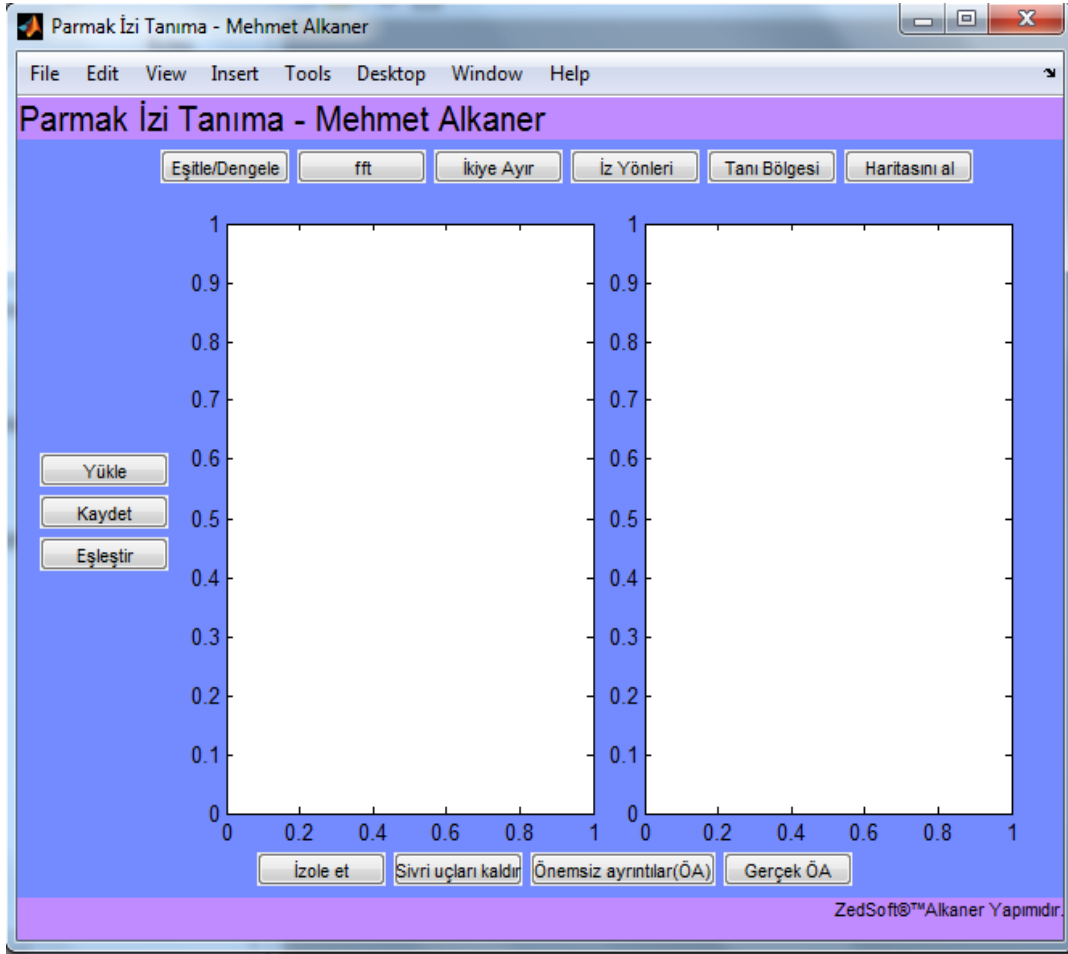 Parmak İzi Tanıma - Mehmet Alkaner
File Edit View Insert Tools Desktop Window Help
Parmak İzi Tanıma - Mehmet Alkaner
Eşitle/Dengele fft İkiye Ayır İz Yönleri Tanı Bölgesi Haritasını al
1 1
0.9 0.9
0.8 0.8
0.7 0.7
0.6 0.6
Yükle
0.5 0.5
Kaydet
Eşleştir
0.4 0.4
0.3 0.3
0.2 0.2
0.1 0.1
0 0
0 0.2 0.4 0.6 0.8 1 0 0.2 0.4 0.6 0.8 1
İzole et Sivri uçları kaldır Önemsiz ayrıntılar(ÖA) Gerçek ÖA
ZedSoft®™Alkaner Yapımıdır.